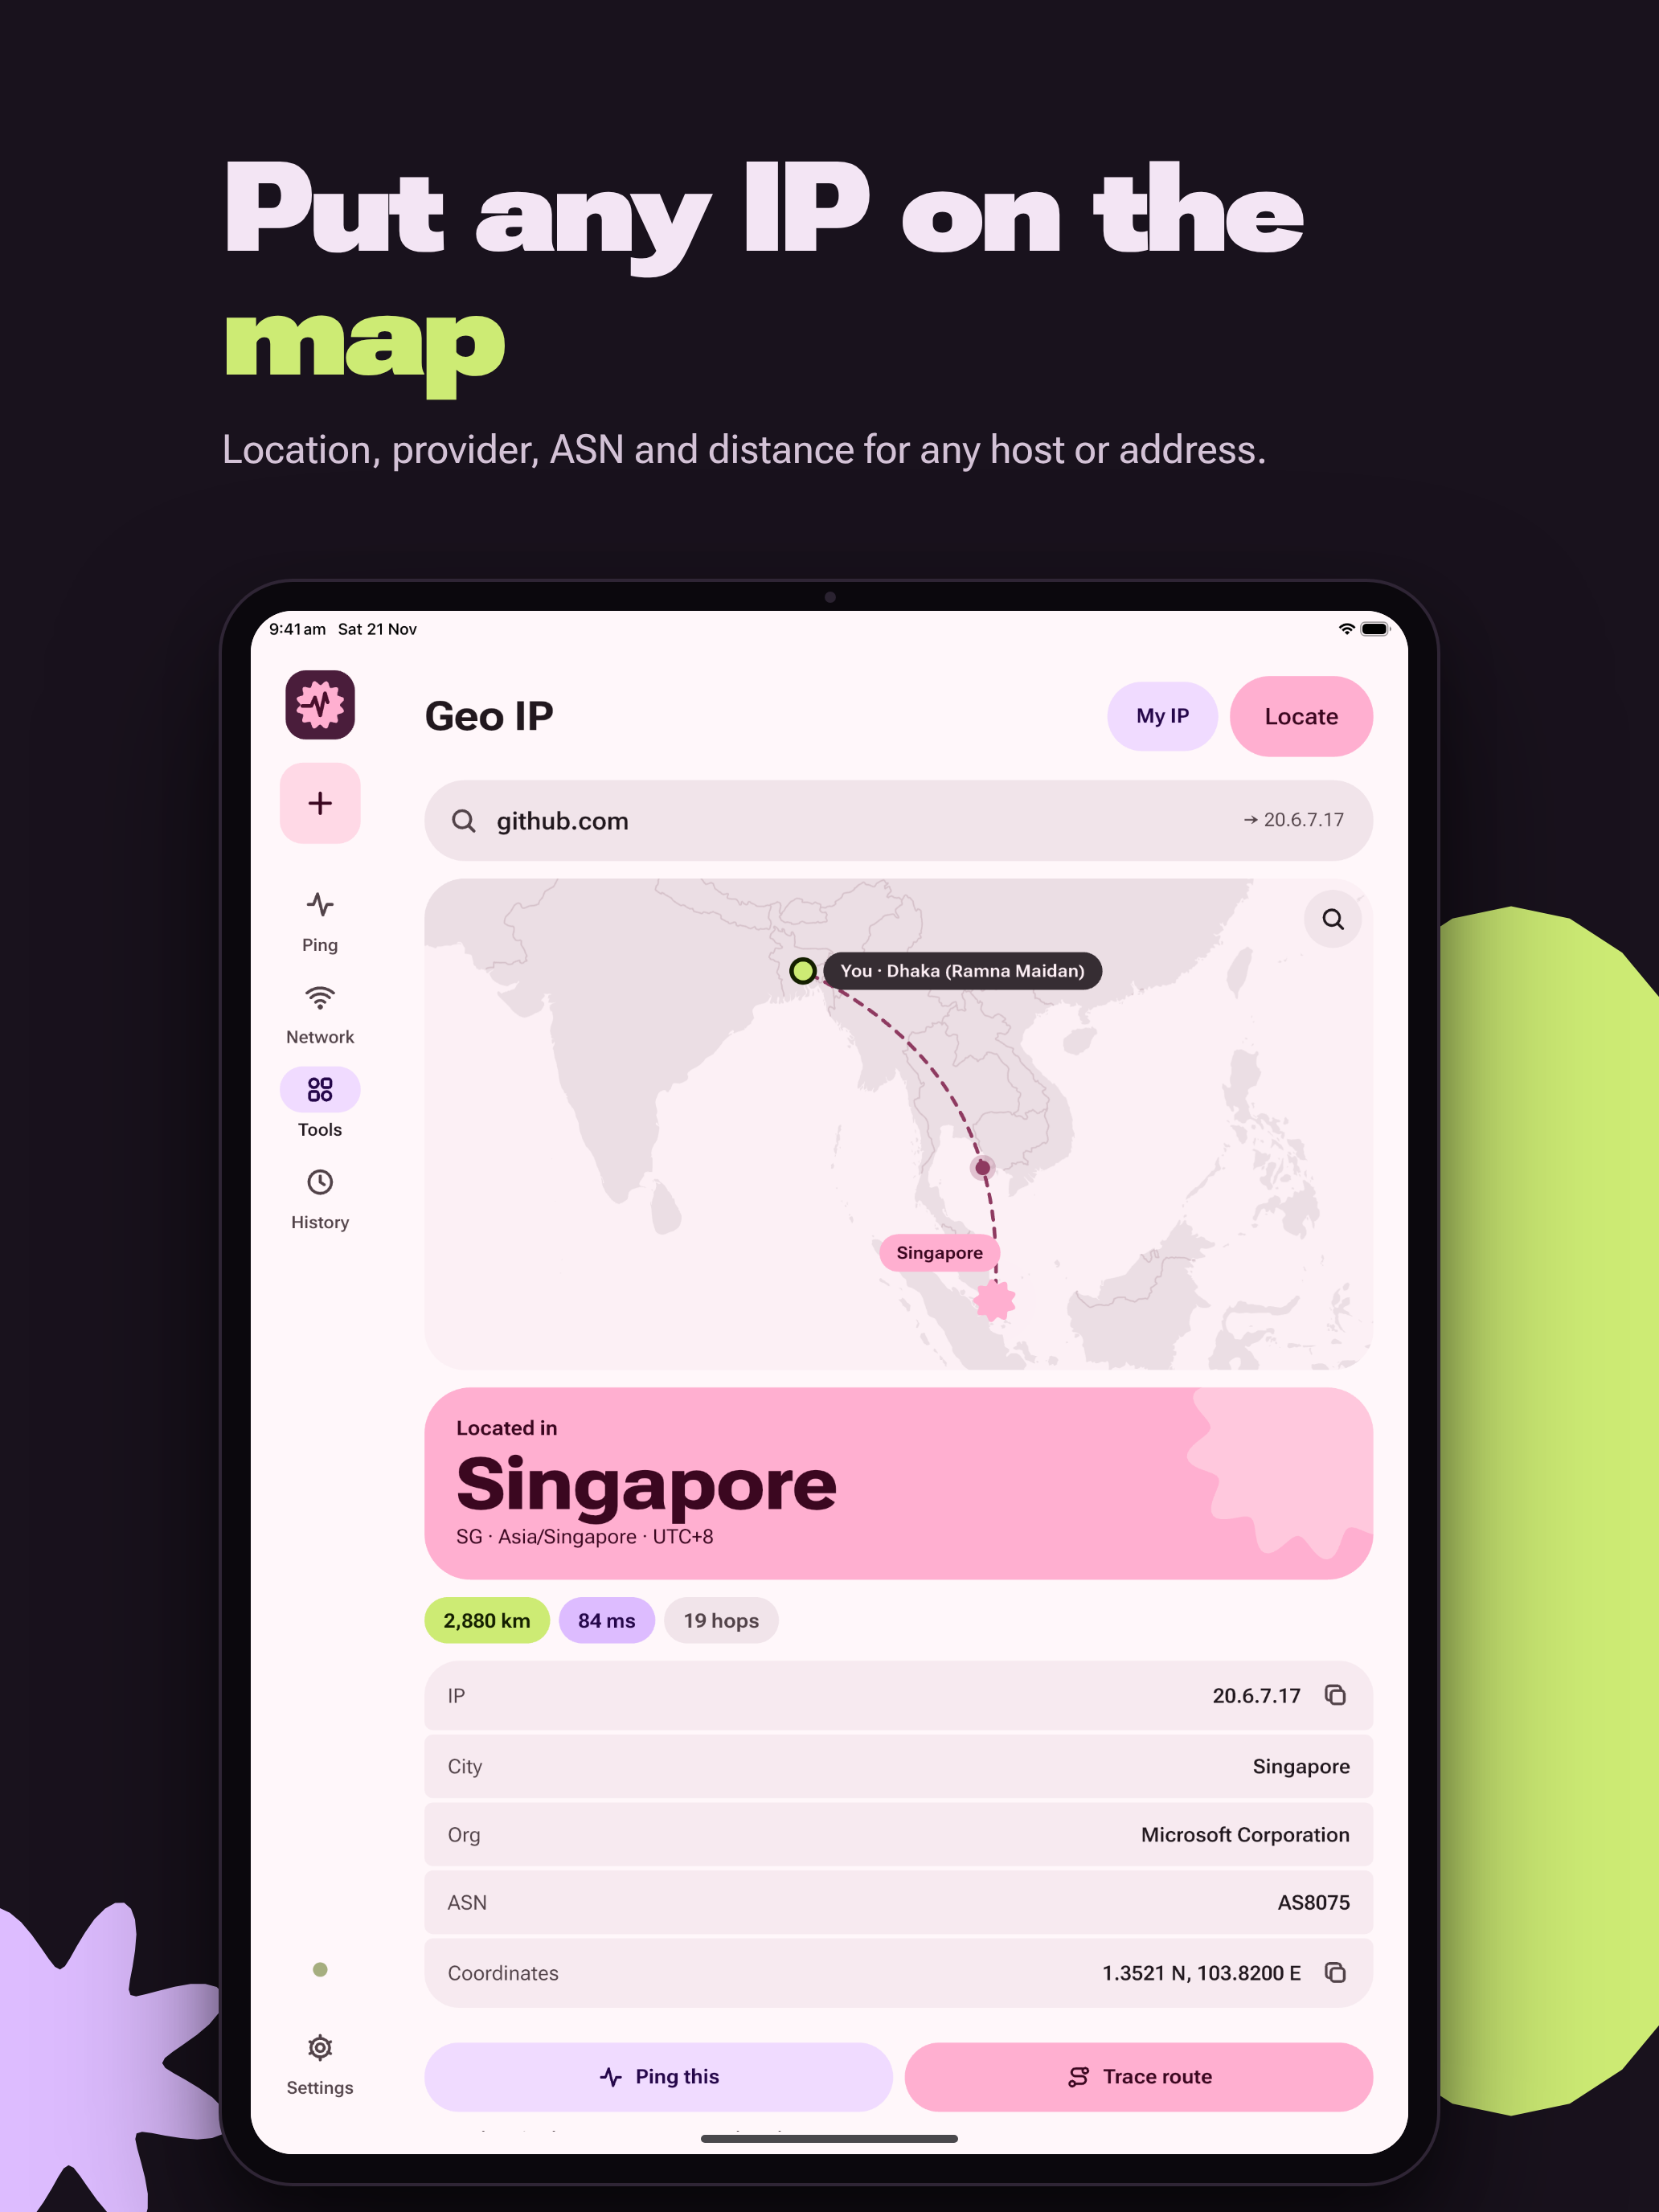 Put any IP on the
map
Location, provider, ASN and distance for any host or address.
9:41 am Sat 21 Nov
Geo IP
My IP
Locate
github.com
→ 20.6.7.17
Ping
Network
Tools
History
You · Dhaka (Ramna Maidan)
Singapore
Located in
Singapore
SG · Asia/Singapore · UTC+8
2,880 km
84 ms
19 hops
IP
20.6.7.17
City
Singapore
Org
Microsoft Corporation
ASN
AS8075
Coordinates
1.3521 N, 103.8200 E
Settings
Ping this
Trace route